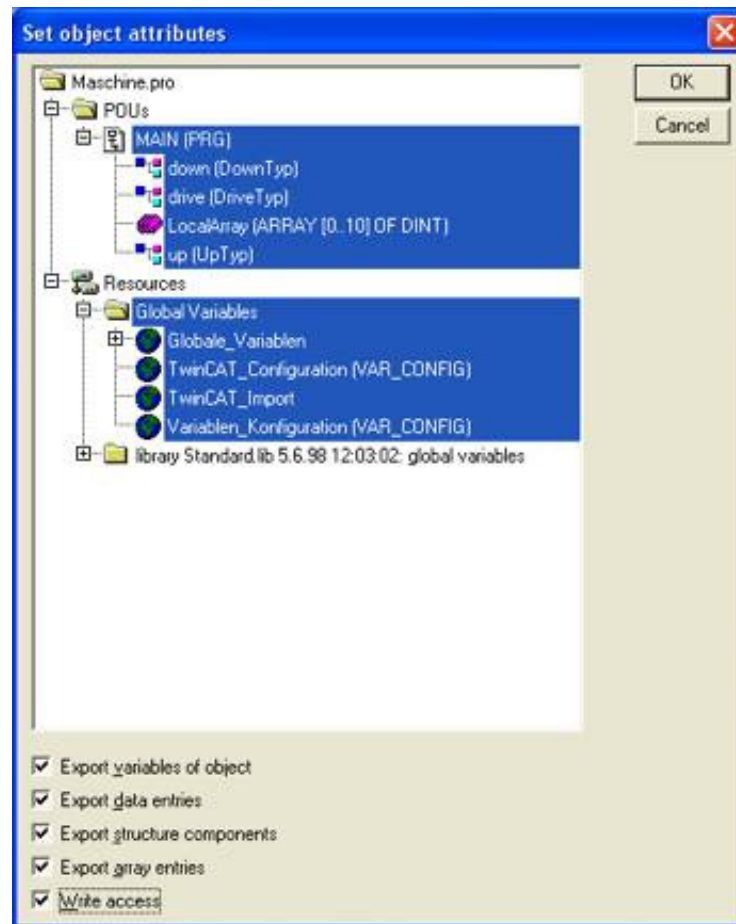 Set object attributes
Maschine.pro
OK
POUs
Cancel
MAIN (PRG)
down (DownTyp)
drive (DriveTyp)
LocalArray (ARRAY [0..10] OF DINT)
up (UpTyp)
Resources
Global Variables
Globale_Variablen
TwinCAT_Configuration (VAR_CONFIG)
TwinCAT_Import
Variablen_Konfiguration (VAR_CONFIG)
library Standard.lib 5.6.98 12:03:02: global variables
Export variables of object
Export data entries
Export structure components
Export array entries
Write access